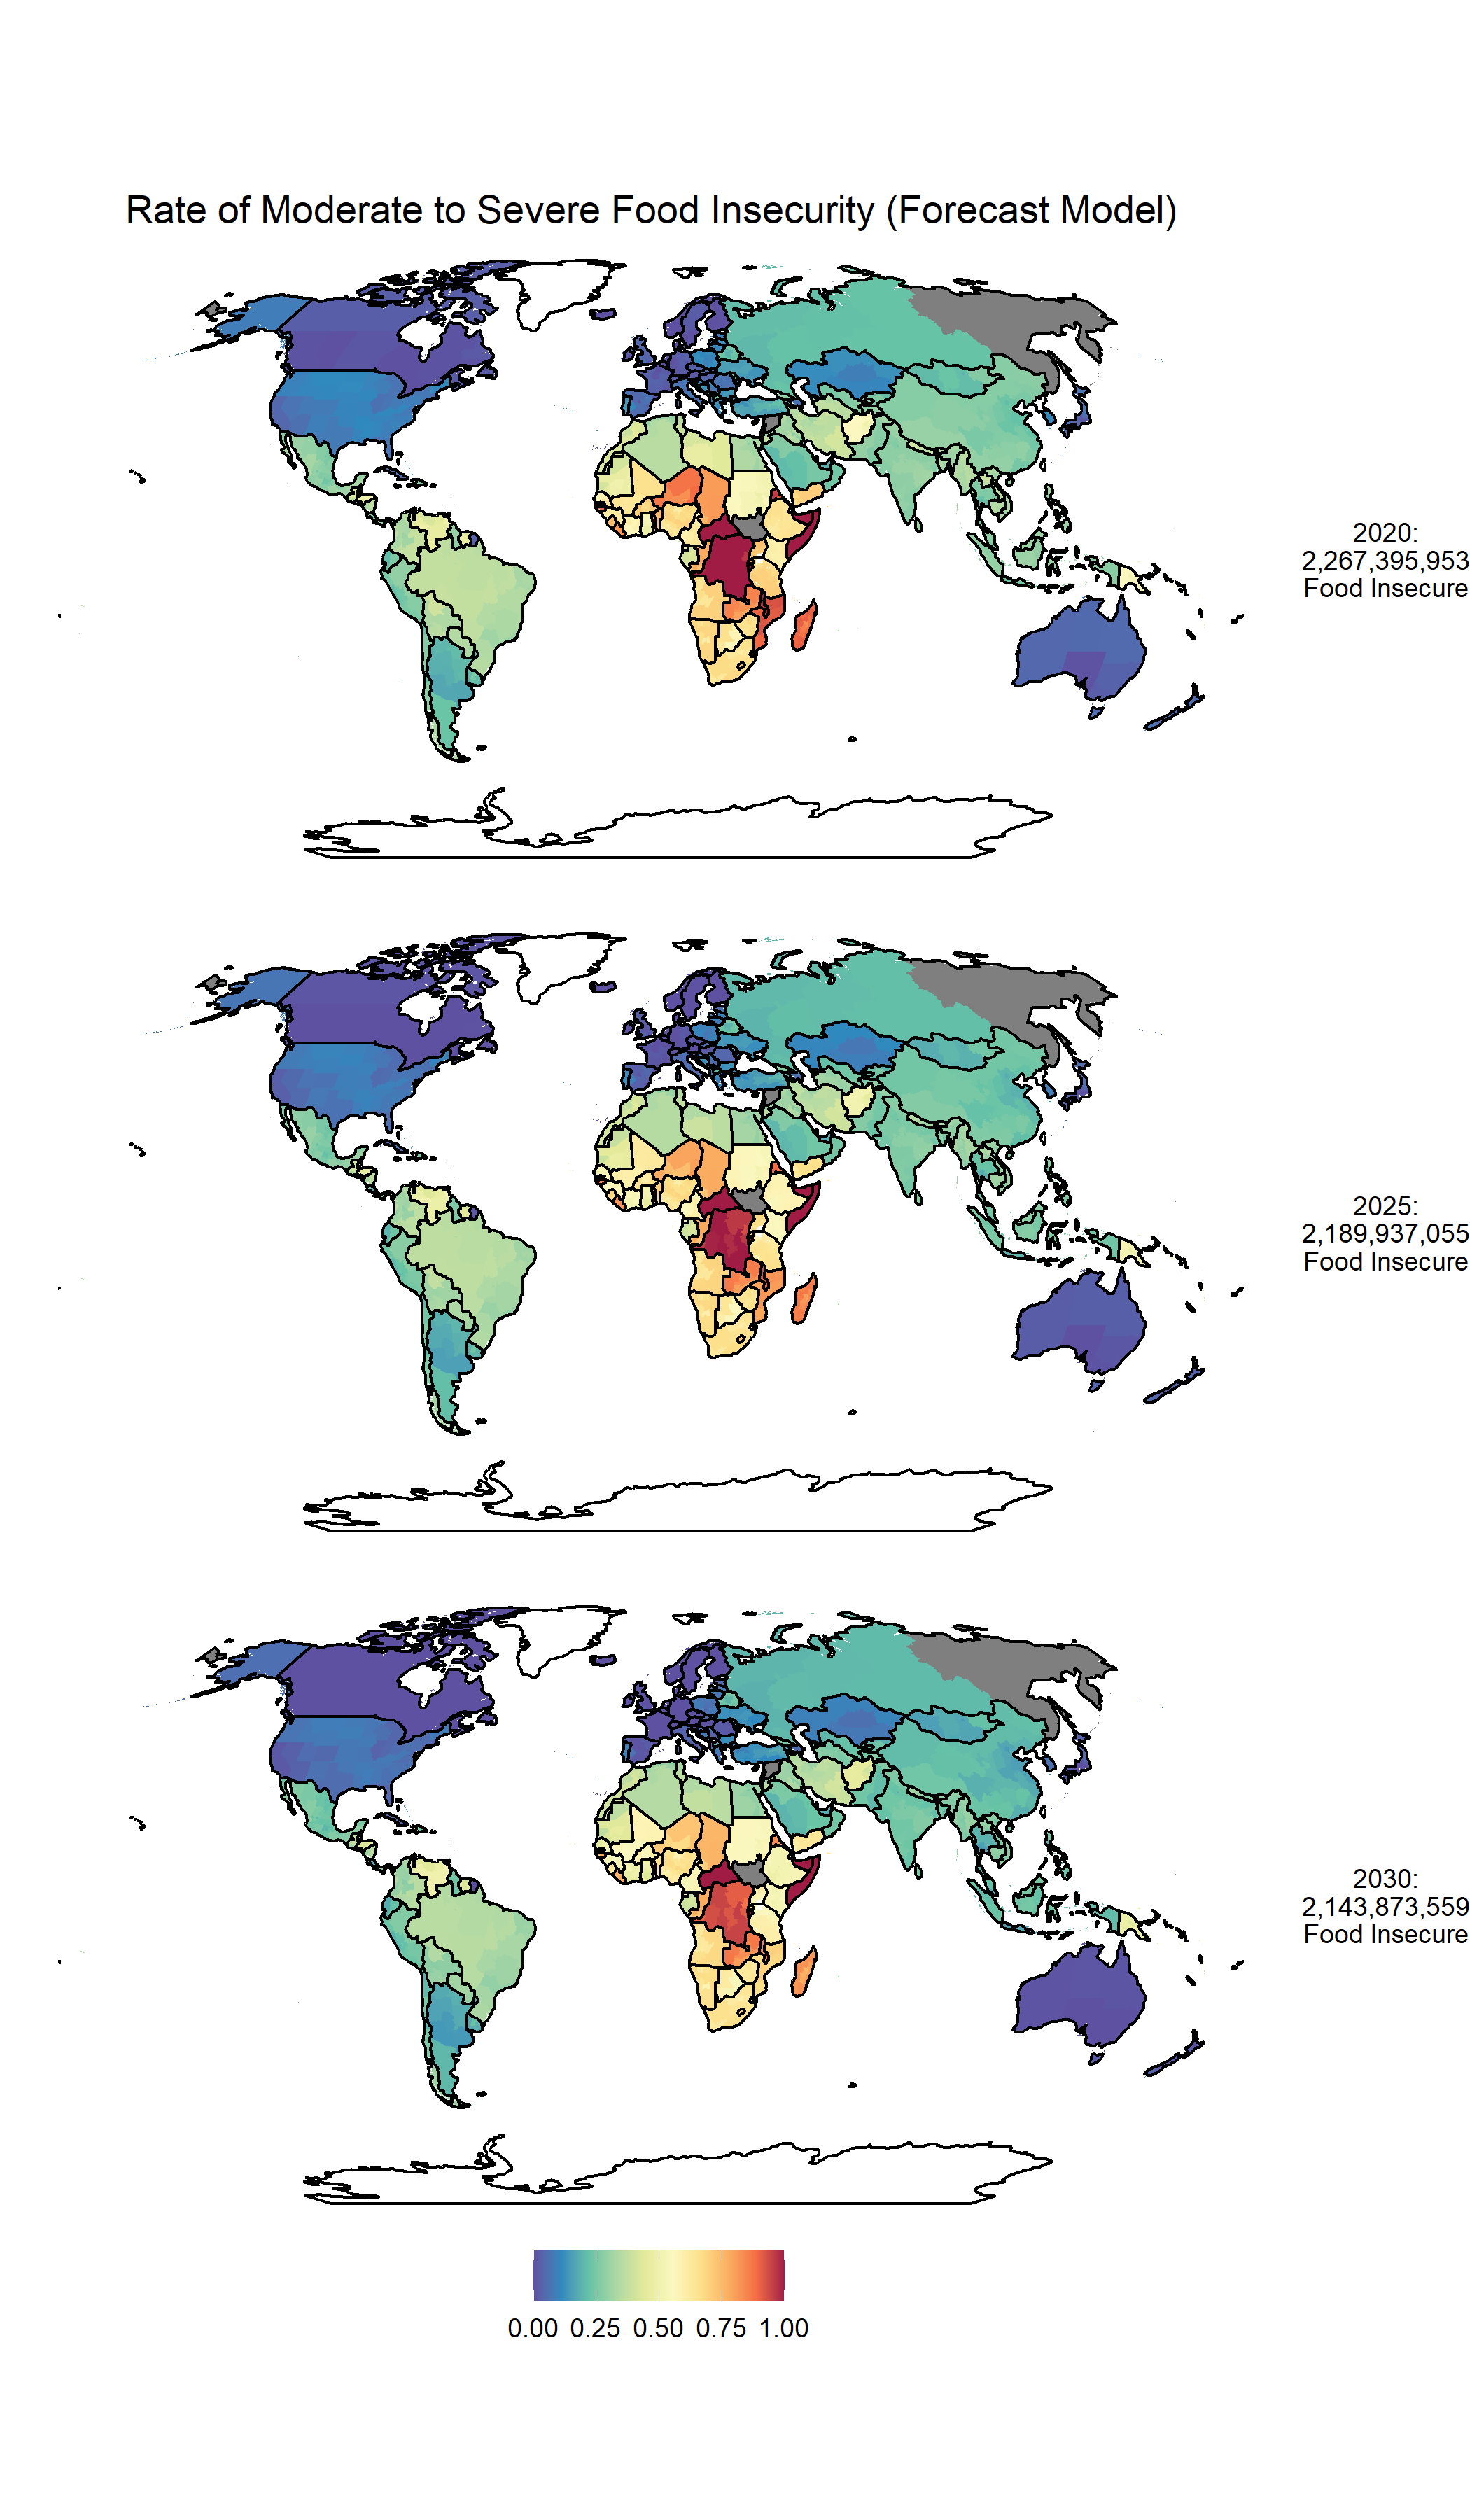 Rate of Moderate to Severe Food Insecurity (Forecast Model)
2020:
2,267,395,953
Food Insecure
2025:
2,189,937,055
Food Insecure
2030:
2,143,873,559
Food Insecure
0.00 0.25 0.50 0.75 1.00